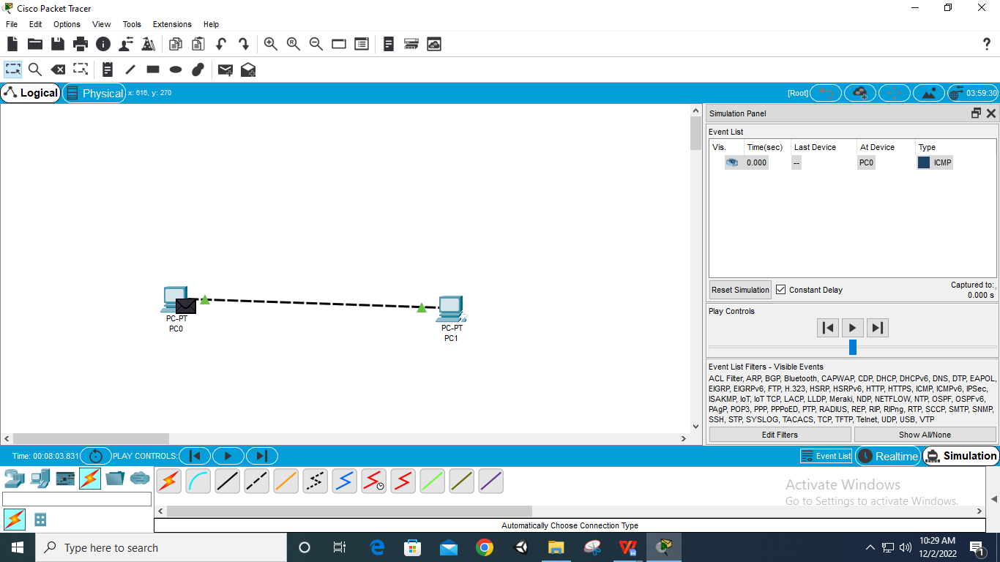 Cisco Packet Tracer
File Edit Options View Tools Extensions Help
?
Logical Physical x: 616, y: 270 [Root] 03:59:30
Simulation Panel
Event List
Vis. Time(sec) Last Device At Device Type
0.000 -- PC0 ICMP
Reset Simulation Constant Delay Captured to:
0.000 s
Play Controls
PC-PT
PC0
PC-PT
PC1
Event List Filters - Visible Events
ACL Filter, ARP, BGP, Bluetooth, CAPWAP, CDP, DHCP, DHCPv6, DNS, DTP, EAPOL,
EIGRP, EIGRPv6, FTP, H.323, HSRP, HSRPv6, HTTP, HTTPS, ICMP, ICMPv6, IPSec,
ISAKMP, IoT, IoT TCP, LACP, LLDP, Meraki, NDP, NETFLOW, NTP, OSPF, OSPFv6,
PAgP, POP3, PPP, PPPoED, PTP, RADIUS, REP, RIP, RIPng, RTP, SCCP, SMTP, SNMP,
SSH, STP, SYSLOG, TACACS, TCP, TFTP, Telnet, UDP, USB, VTP
Edit Filters Show All/None
Time: 00:08:03.831 PLAY CONTROLS: Event List Realtime Simulation
Activate Windows
Go to Settings to activate Windows.
Automatically Choose Connection Type
Type here to search
10:29 AM
12/2/2022
1